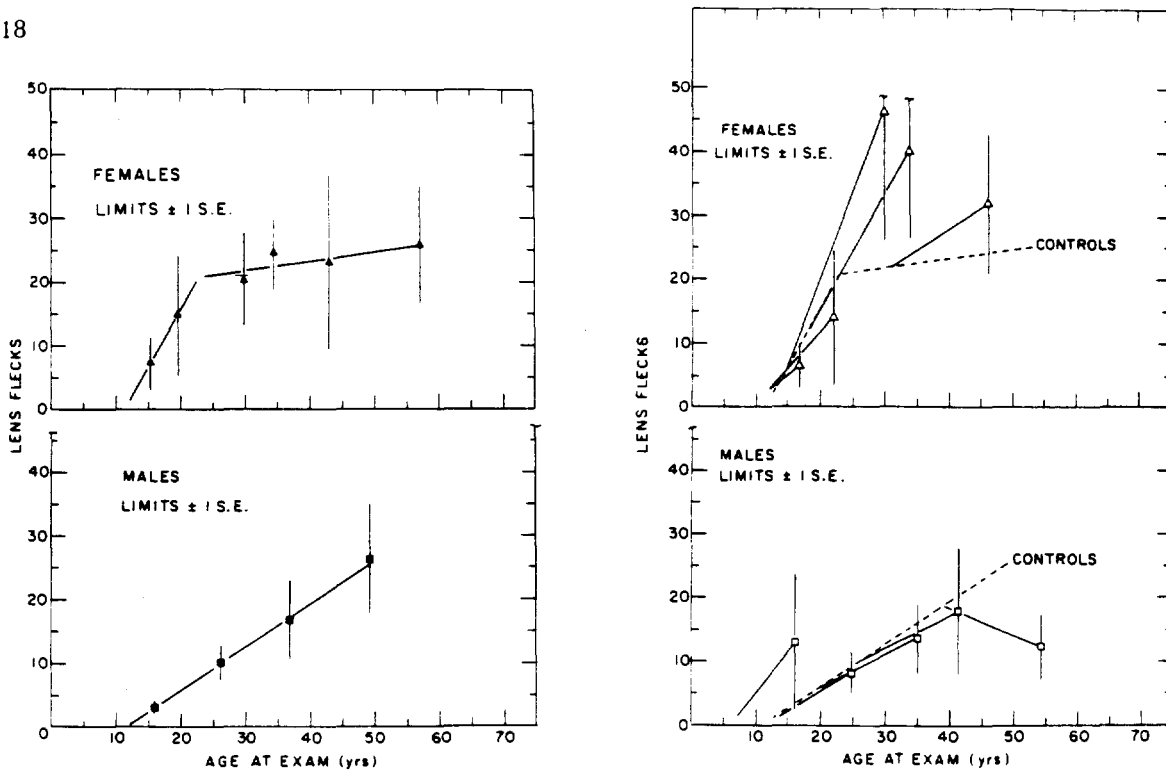 18
50
40
30
20
10
0
FEMALES
LIMITS ± 1 S.E.
LENS FLECKS
40
30
20
10
0
MALES
LIMITS ± 1 S.E.
10 20 30 40 50 60 70
AGE AT EXAM (yrs)
50
40
30
20
10
0
FEMALES
LIMITS ± 1 S.E.
CONTROLS
LENS FLECKS
40
30
20
10
0
MALES
LIMITS ± 1 S.E.
CONTROLS
10 20 30 40 50 60 70
AGE AT EXAM (yrs)